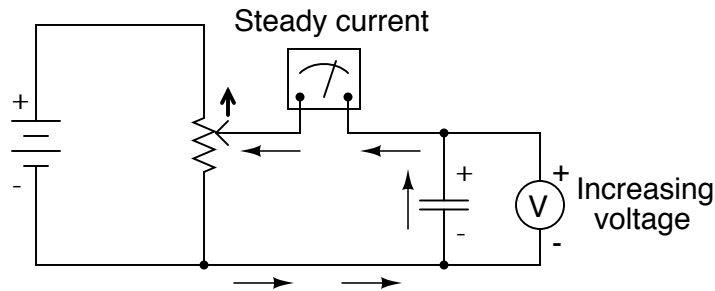 Steady current
+
-
+
-
+
-
V
Increasing
voltage